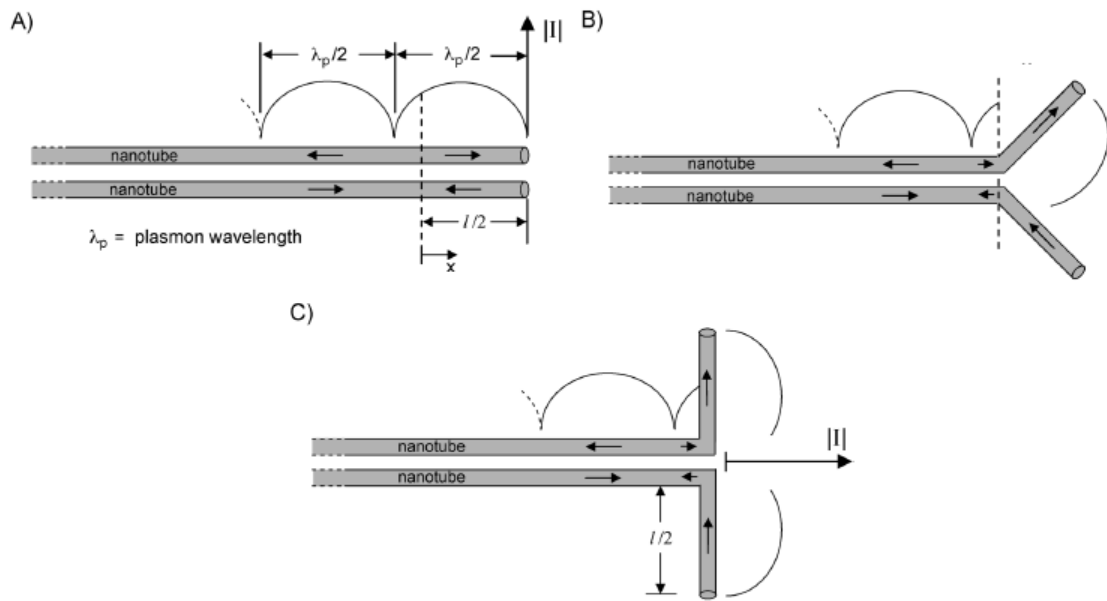 A)
|I|
λp/2
λp/2
nanotube
nanotube
l/2
λp = plasmon wavelength
x
B)
nanotube
nanotube
C)
nanotube
|I|
nanotube
l/2